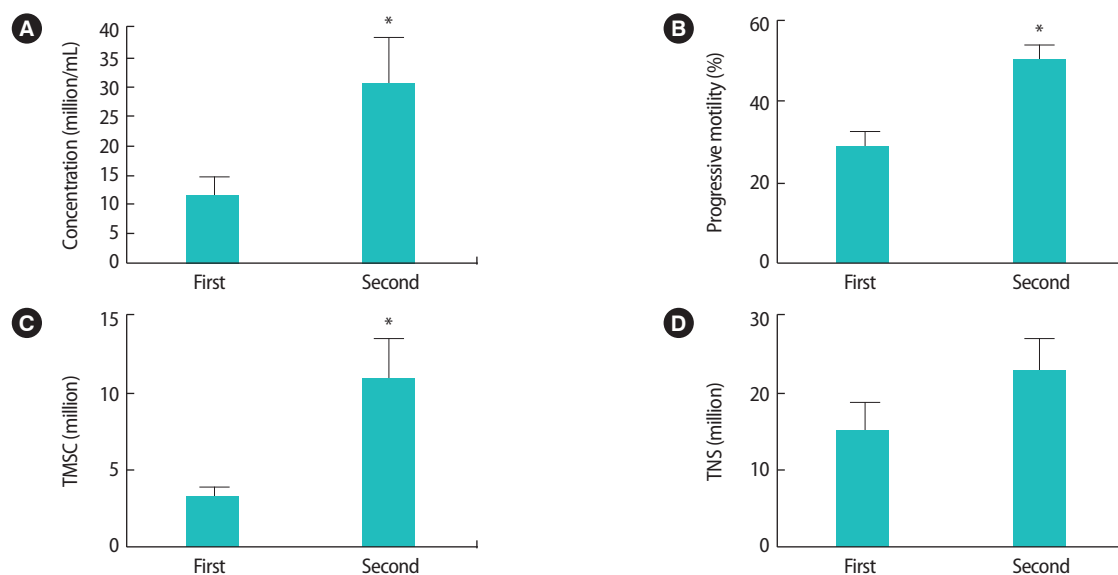 A
Concentration (million/mL)
40
35
30
25
20
15
10
5
0
*
First
Second
B
Progressive motility (%)
60
40
20
0
*
First
Second
C
TMSC (million)
15
10
5
0
*
First
Second
D
TNS (million)
30
20
10
0
First
Second